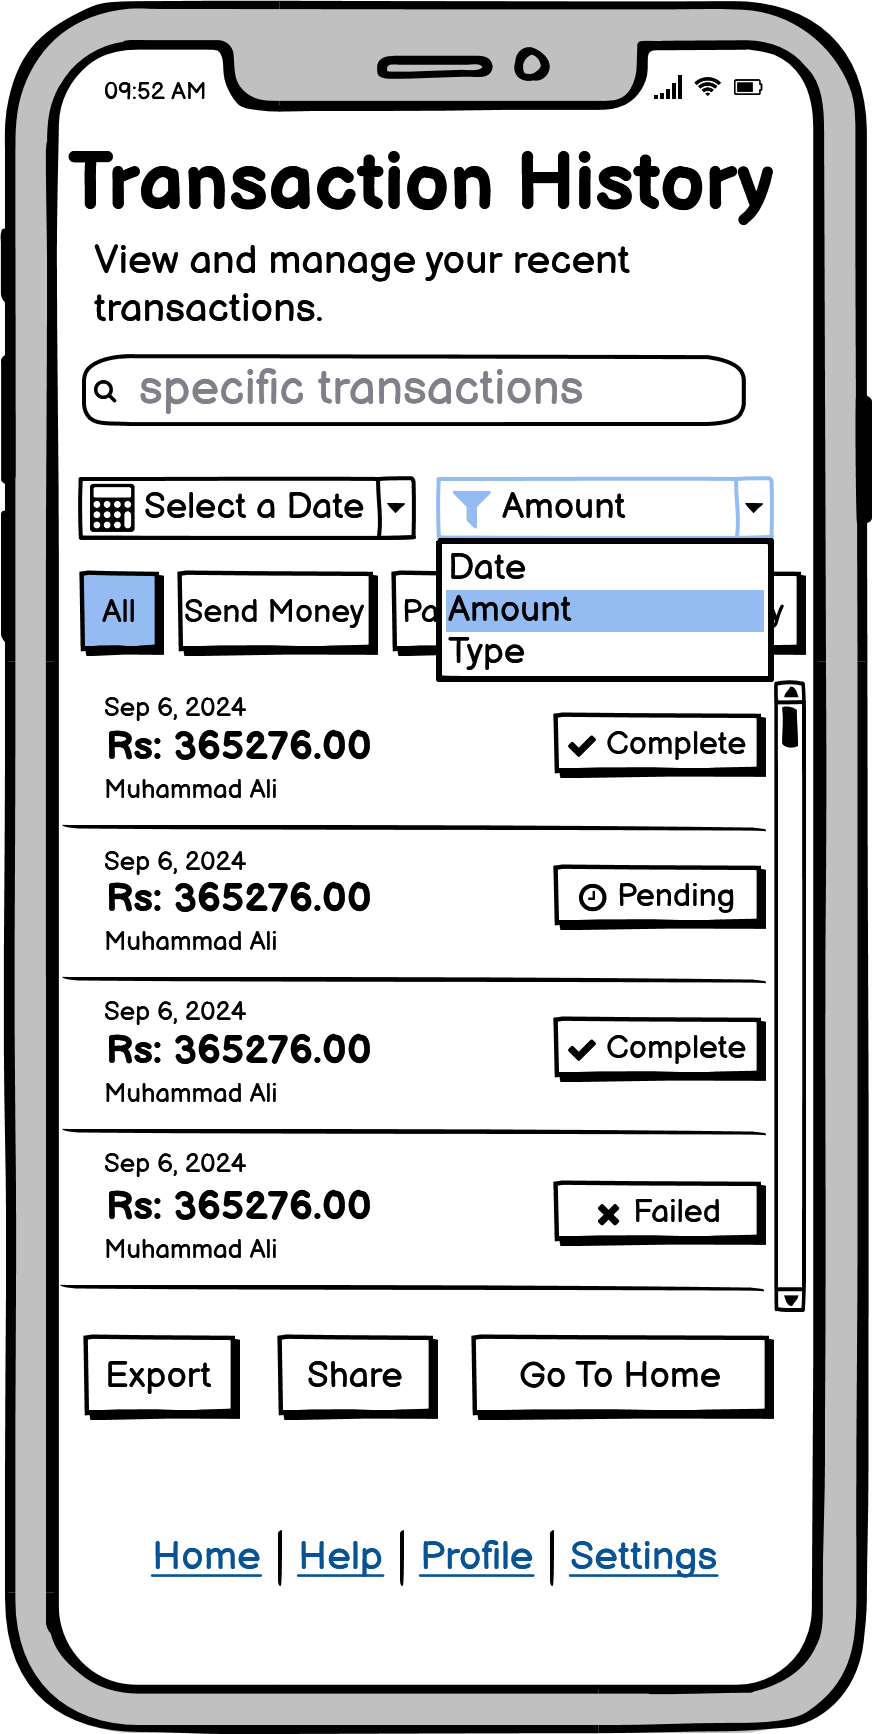 09:52 AM
Transaction History
View and manage your recent
transactions.
specific transactions
Select a Date
Amount
Date
Amount
Type
All
Send Money
Sep 6, 2024
Rs: 365276.00
Muhammad Ali
Complete
Sep 6, 2024
Rs: 365276.00
Muhammad Ali
Pending
Sep 6, 2024
Rs: 365276.00
Muhammad Ali
Complete
Sep 6, 2024
Rs: 365276.00
Muhammad Ali
Failed
Export
Share
Go To Home
Home | Help | Profile | Settings